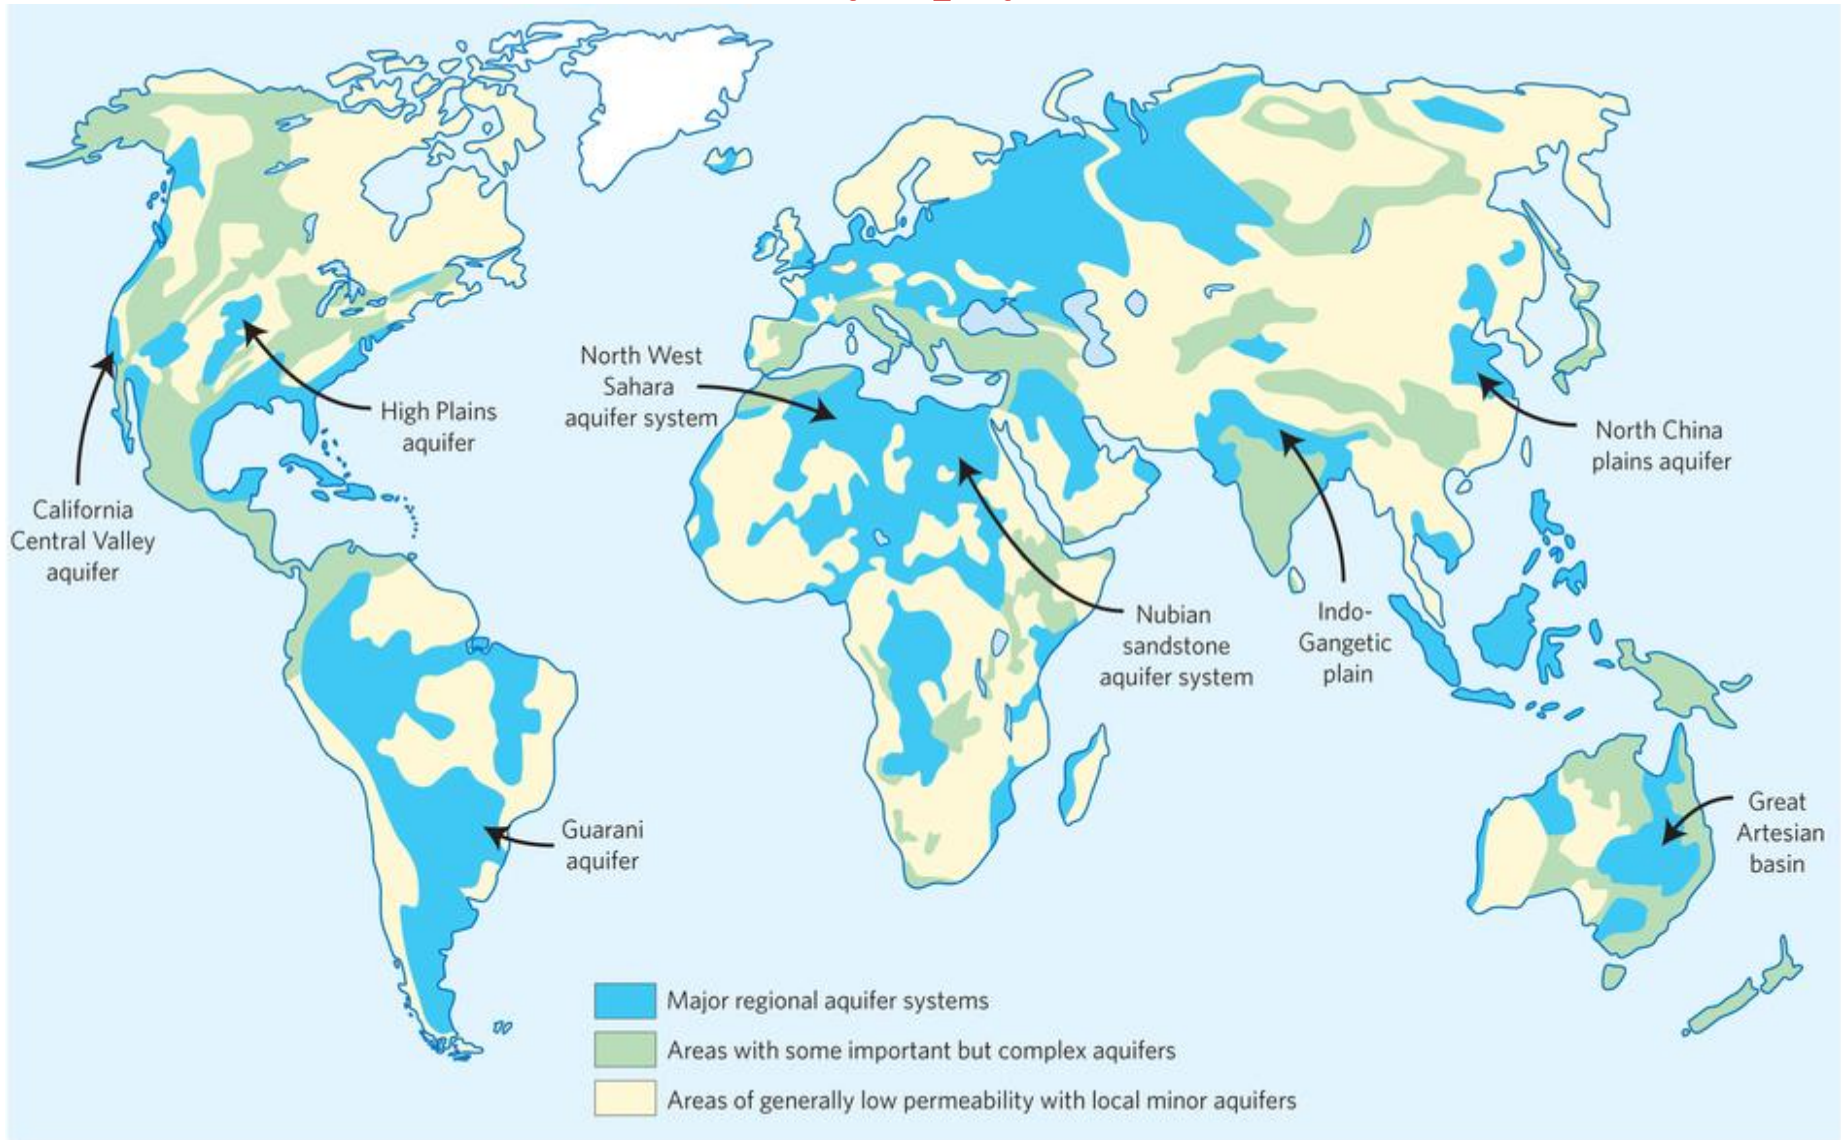 North West
Sahara
aquifer system
High Plains
aquifer
California
Central Valley
aquifer
North China
plains aquifer
Nubian
sandstone
aquifer system
Indo-
Gangetic
plain
Guarani
aquifer
Great
Artesian
basin
Major regional aquifer systems
Areas with some important but complex aquifers
Areas of generally low permeability with local minor aquifers